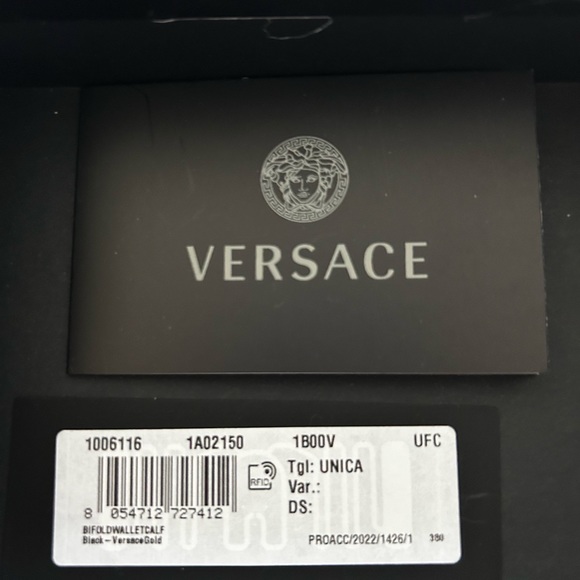 VERSACE
1006116 1A02150 1B00V UFC
RFID
Tgl: UNICA
Var.:
DS:
8 054712 727412
BIFOLDWALLETCALF
Black-VersaceGold
PROACC/2022/1426/1 380